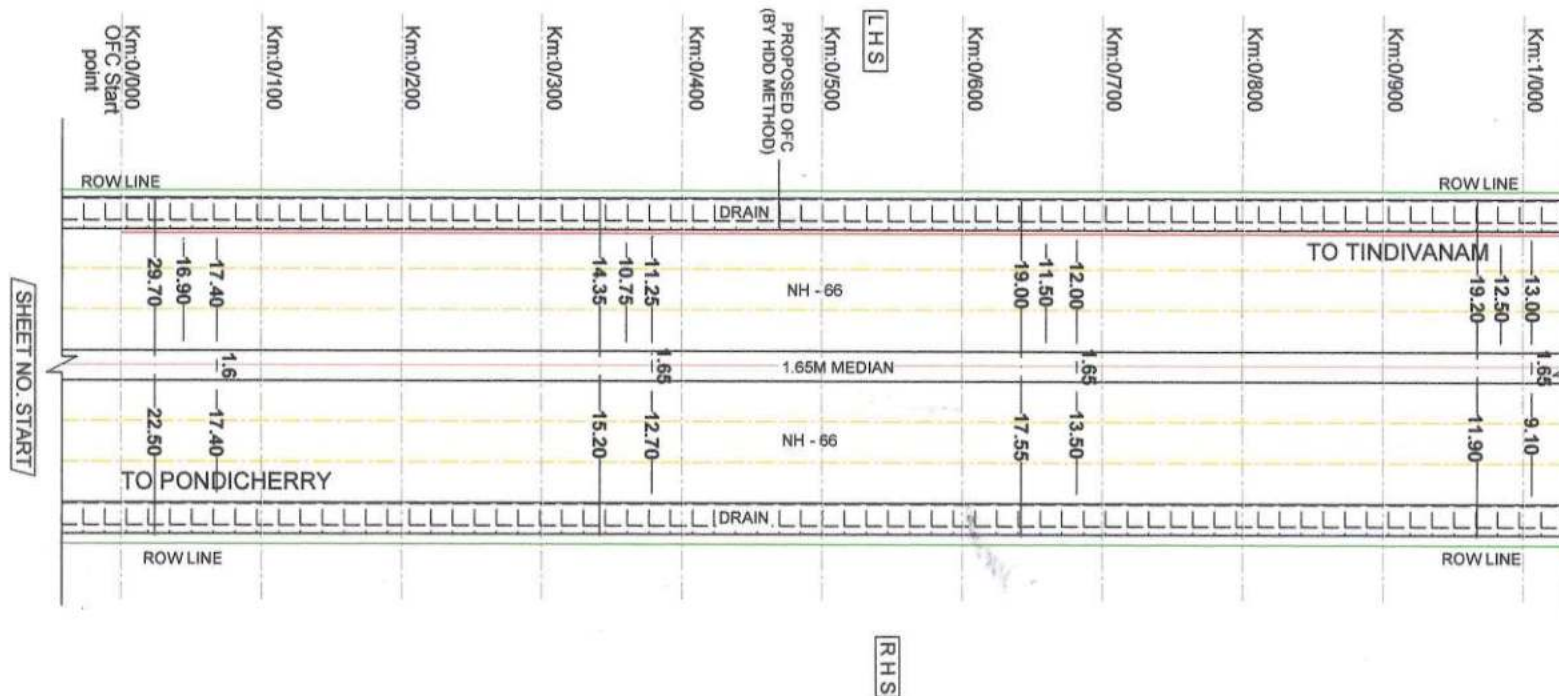 Km:0/000
OFC Start
point
Km:0/100
Km:0/200
Km:0/300
Km:0/400
PROPOSED OFC
(BY HDD METHOD)
Km:0/500
LHS
Km:0/600
Km:0/700
Km:0/800
Km:0/900
Km:1/000
ROW LINE
ROW LINE
DRAIN
TO TINDIVANAM
29.70
16.90
17.40
14.35
10.75
11.25
NH - 66
19.00
11.50
12.00
19.20
12.50
13.00
1.6
1.65
1.65M MEDIAN
1.65
1.65
22.50
17.40
15.20
12.70
NH - 66
17.55
13.50
11.90
9.10
TO PONDICHERRY
DRAIN
ROW LINE
ROW LINE
SHEET NO. START
RHS